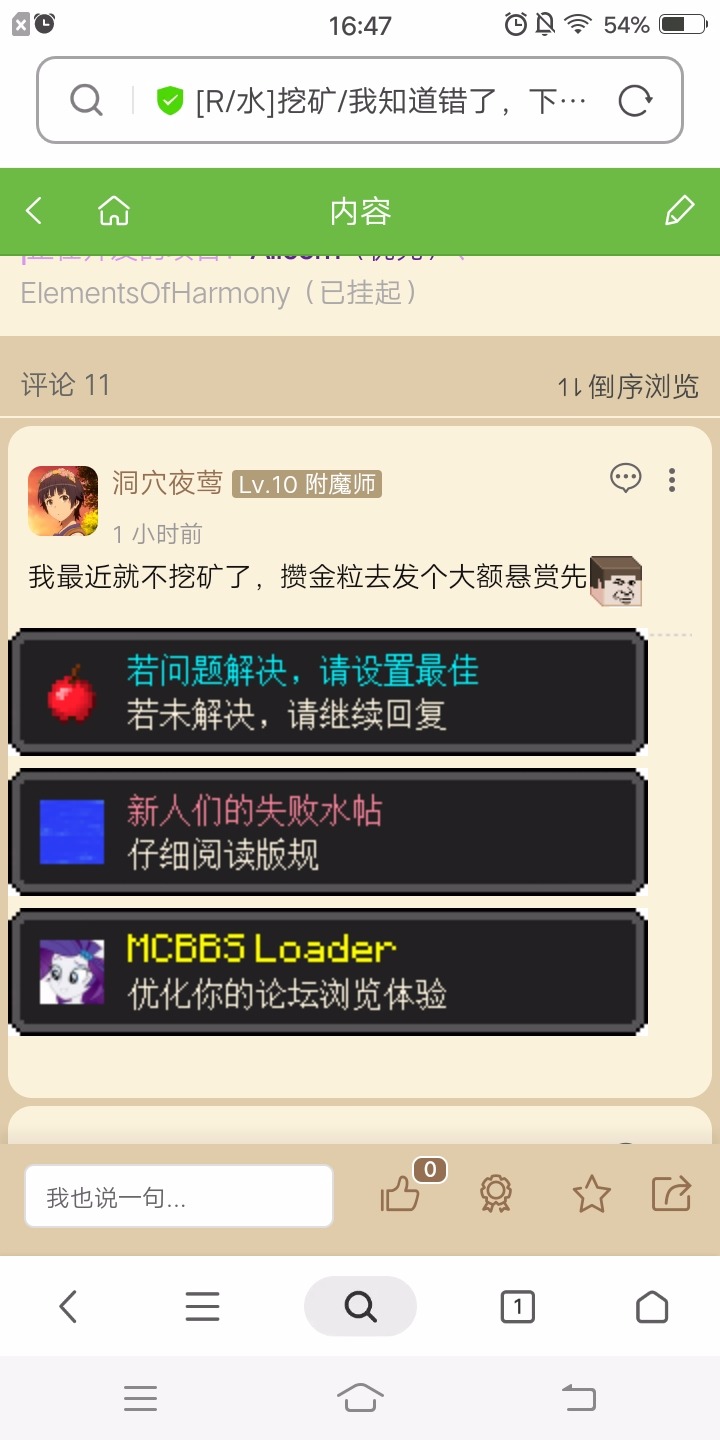 16:47
54%
[R/水]挖矿/我知道错了，下…
内容
ElementsOfHarmony（已挂起）
评论 11
倒序浏览
洞穴夜莺 Lv.10 附魔师
1 小时前
我最近就不挖矿了，攒金粒去发个大额悬赏先
若问题解决，请设置最佳
若未解决，请继续回复
新人们的失败水帖
仔细阅读版规
MCBBS Loader
优化你的论坛浏览体验
0
我也说一句...
1